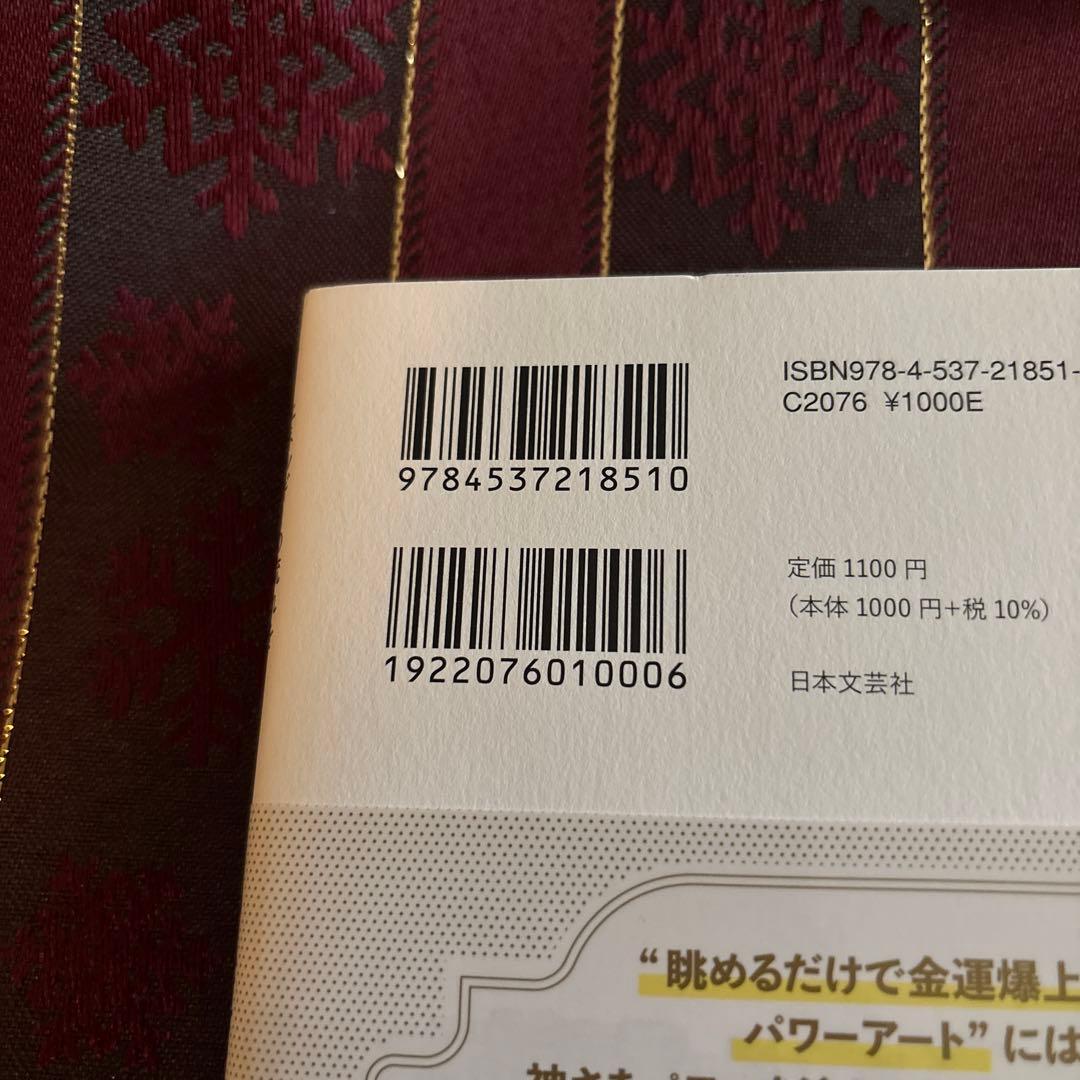 9784537218510
ISBN978-4-537-21851-
C2076 ¥1000E
1922076010006
定価 1100 円
(本体 1000 円+税 10%)
日本文芸社
“眺めるだけで金運爆上
パワーアート” には